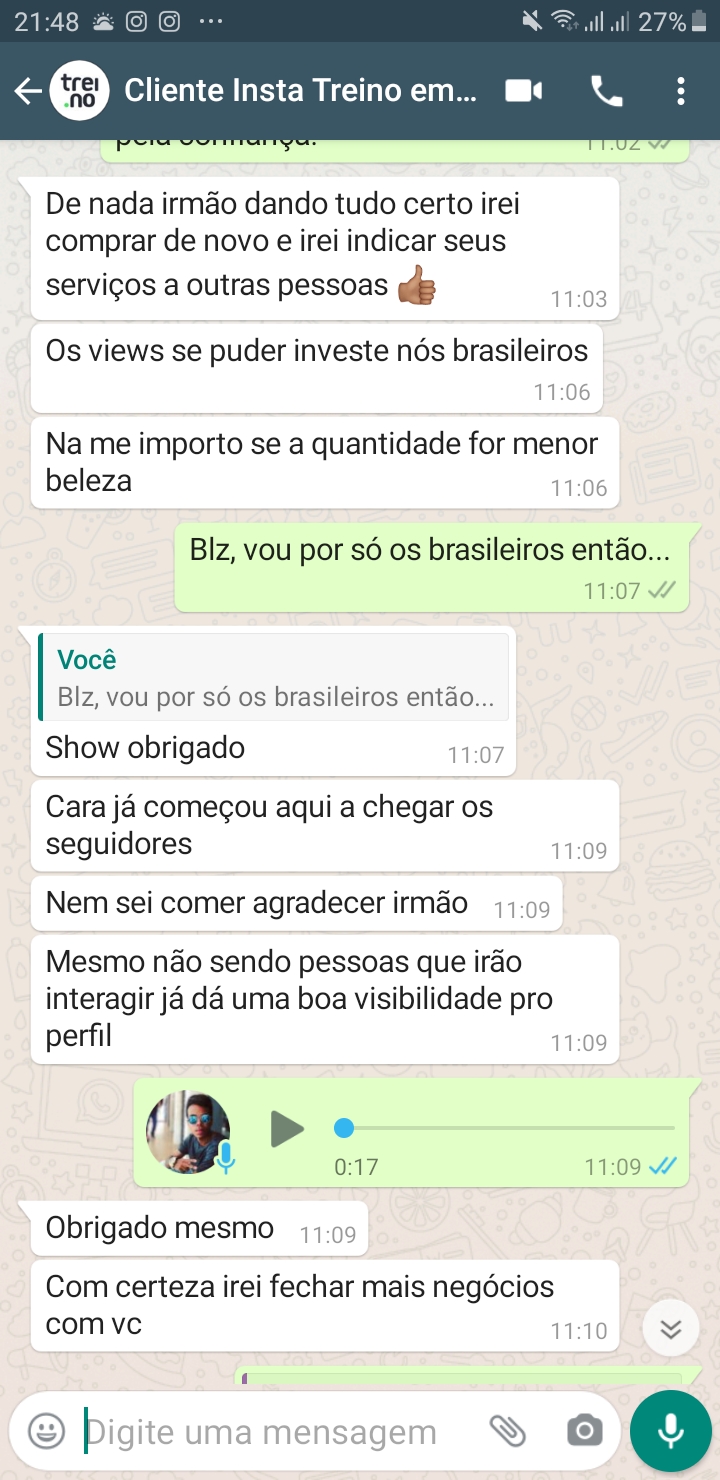 21:48
27%
trei
.no
Cliente Insta Treino em...
pela confiança!
11:02
De nada irmão dando tudo certo irei
comprar de novo e irei indicar seus
serviços a outras pessoas 👍🏾
11:03
Os views se puder investe nós brasileiros
11:06
Na me importo se a quantidade for menor
beleza
11:06
Blz, vou por só os brasileiros então...
11:07
Você
Blz, vou por só os brasileiros então...
Show obrigado
11:07
Cara já começou aqui a chegar os
seguidores
11:09
Nem sei comer agradecer irmão
11:09
Mesmo não sendo pessoas que irão
interagir já dá uma boa visibilidade pro
perfil
11:09
0:17
11:09
Obrigado mesmo
11:09
Com certeza irei fechar mais negócios
com vc
11:10
Digite uma mensagem